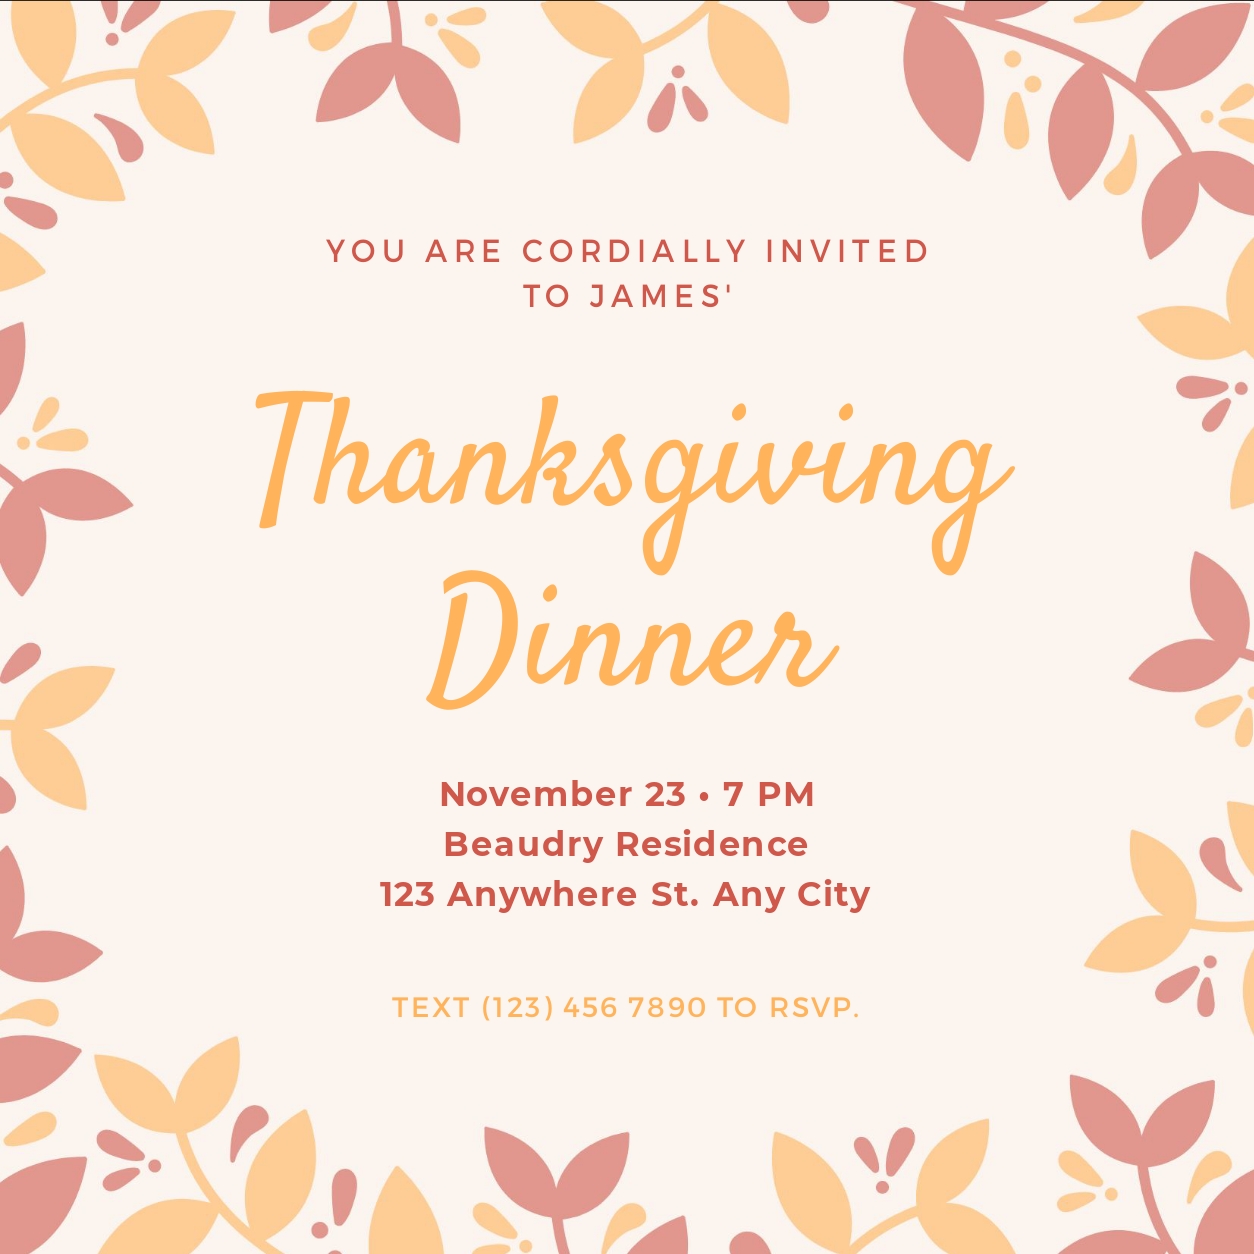 YOU ARE CORDIALLY INVITED
TO JAMES'
Thanksgiving
Dinner
November 23 • 7 PM
Beaudry Residence
123 Anywhere St. Any City
TEXT (123) 456 7890 TO RSVP.